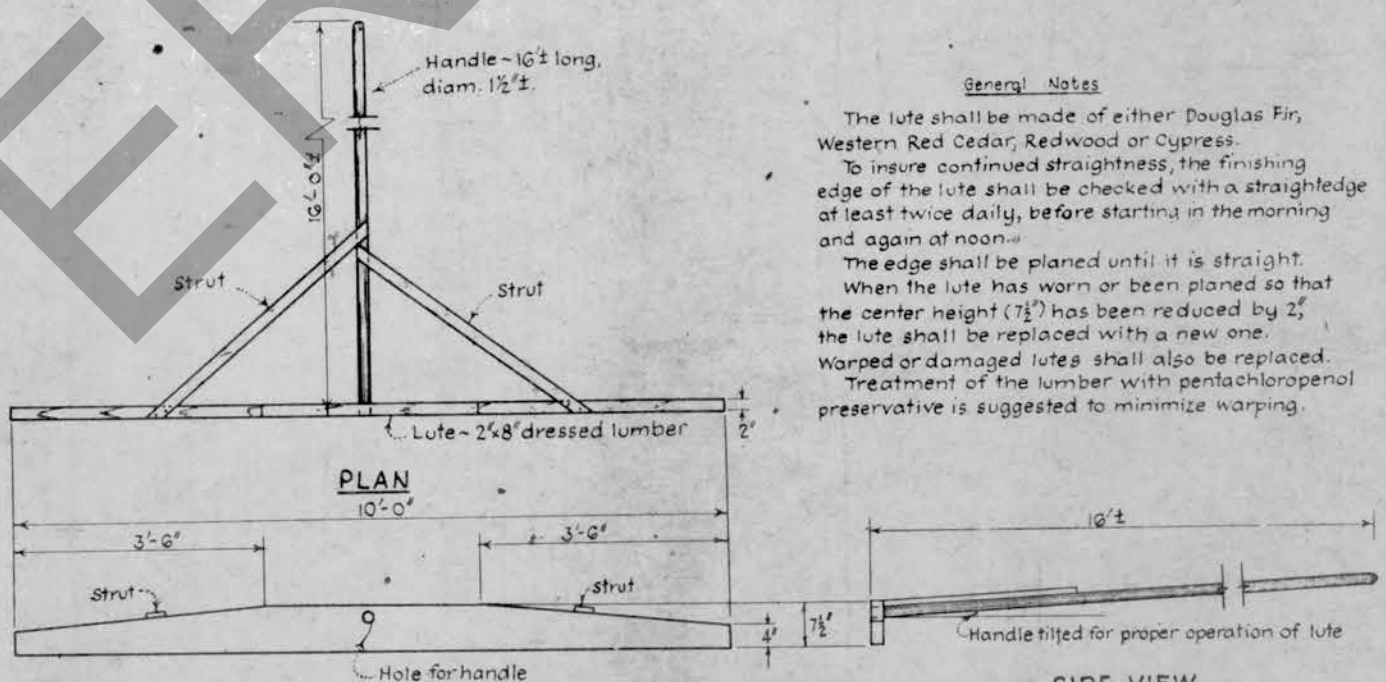 ER
Handle ~ 16'± long,
diam. 1½"±.
16'-0"±
Strut
Strut
Lute ~ 2"x8" dressed lumber
2"
PLAN
10'-0"
3'-6"
3'-6"
Strut
Strut
7½"
4"
Hole for handle
General Notes
The lute shall be made of either Douglas Fir,
Western Red Cedar, Redwood or Cypress.
To insure continued straightness, the finishing
edge of the lute shall be checked with a straightedge
at least twice daily, before starting in the morning
and again at noon.
The edge shall be planed until it is straight.
When the lute has worn or been planed so that
the center height (7½") has been reduced by 2",
the lute shall be replaced with a new one.
Warped or damaged lutes shall also be replaced.
Treatment of the lumber with pentachloropenol
preservative is suggested to minimize warping.
16'±
Handle tilted for proper operation of lute
SIDE VIEW